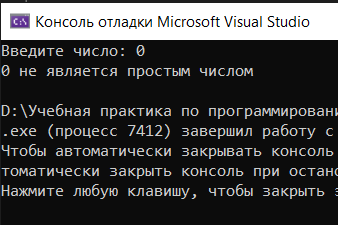 Консоль отладки Microsoft Visual Studio
Введите число: 0
0 не является простым числом
D:\Учебная практика по программировани
.exe (процесс 7412) завершил работу с
Чтобы автоматически закрывать консоль
томатически закрыть консоль при остано
Нажмите любую клавишу, чтобы закрыть э